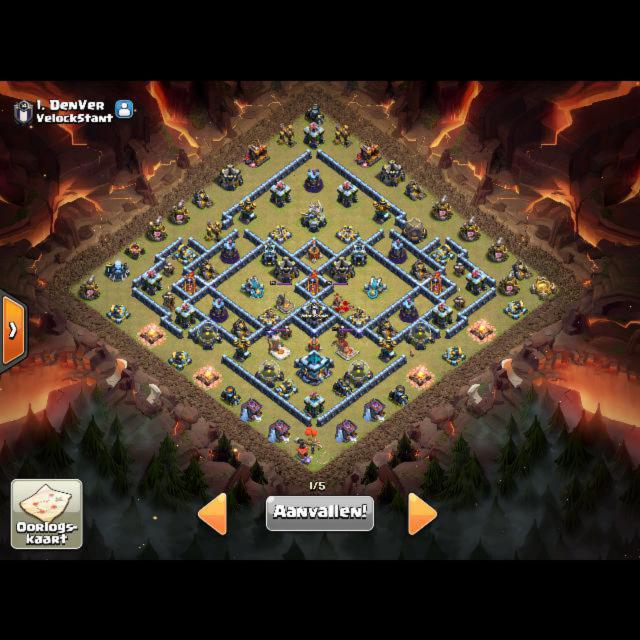 1. DenVer
VelockStant
1/5
Aanvallen!
Oorlogs-
kaart